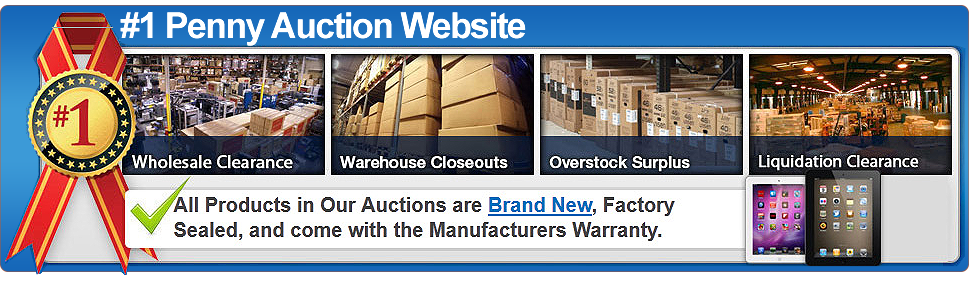 #1 Penny Auction Website
#1
Wholesale Clearance
Warehouse Closeouts
Overstock Surplus
Liquidation Clearance
All Products in Our Auctions are Brand New, Factory
Sealed, and come with the Manufacturers Warranty.